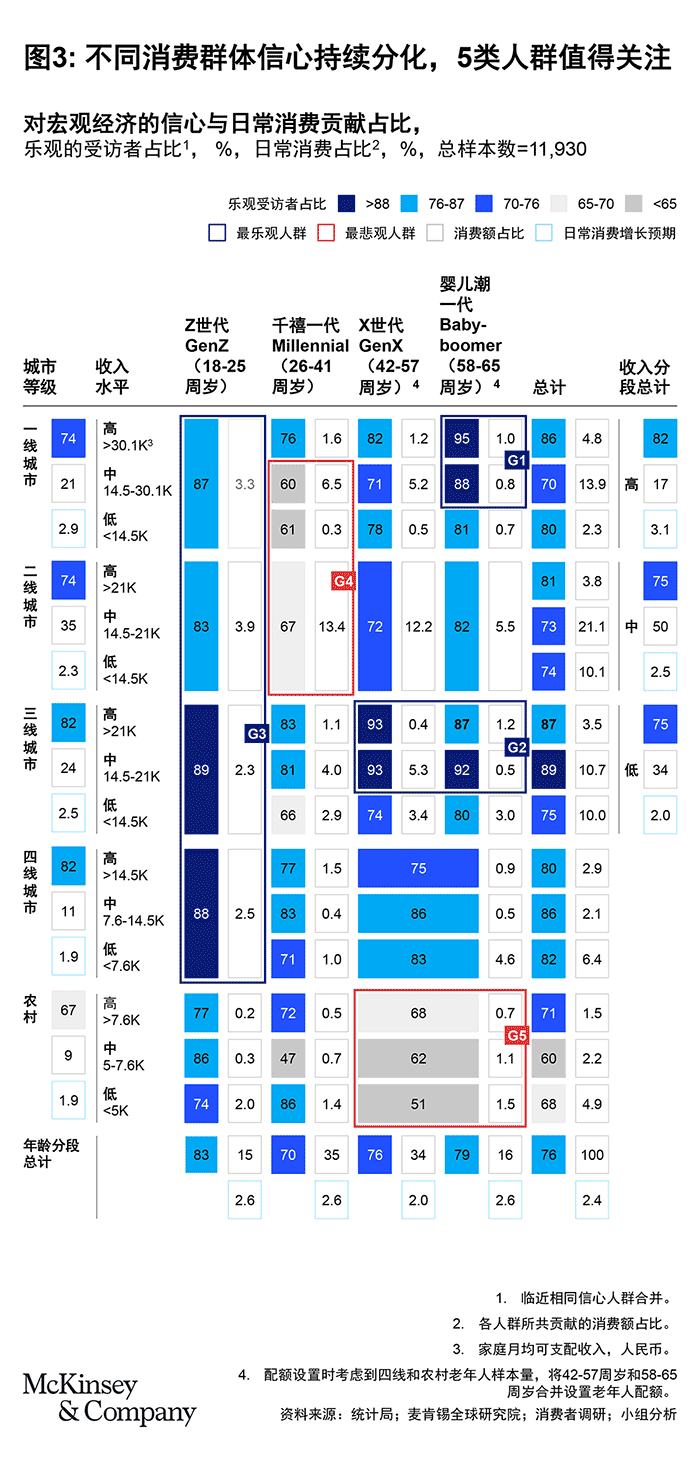 图3: 不同消费群体信心持续分化，5类人群值得关注
对宏观经济的信心与日常消费贡献占比，
乐观的受访者占比1， %，日常消费占比2，%，总样本数=11,930
乐观受访者占比 >88 76-87 70-76 65-70 <65
最乐观人群 最悲观人群 消费额占比 日常消费增长预期
城市
等级
收入
水平
Z世代
GenZ
（18-25
周岁）
千禧一代
Millennial
（26-41
周岁）
X世代
GenX
（42-57
周岁）4
婴儿潮
一代
Baby-
boomer
（58-65
周岁）4
总计
收入分
段总计
一线城市
74 高 >30.1K3 76 1.6 82 1.2 95 1.0 86 4.8 82
G1
21 中 14.5-30.1K 87 3.3 60 6.5 71 5.2 88 0.8 70 13.9 高 17
2.9 低 <14.5K 61 0.3 78 0.5 81 0.7 80 2.3 3.1
二线城市
74 高 >21K 81 3.8 75
G4
35 中 14.5-21K 83 3.9 67 13.4 72 12.2 82 5.5 73 21.1 中 50
2.3 低 <14.5K 74 10.1 2.5
三线城市
82 高 >21K 83 1.1 93 0.4 87 1.2 87 3.5 75
G3 G2
24 中 14.5-21K 89 2.3 81 4.0 93 5.3 92 0.5 89 10.7 低 34
2.5 低 <14.5K 66 2.9 74 3.4 80 3.0 75 10.0 2.0
四线城市
82 高 >14.5K 77 1.5 75 0.9 80 2.9
11 中 7.6-14.5K 88 2.5 83 0.4 86 0.5 86 2.1
1.9 低 <7.6K 71 1.0 83 4.6 82 6.4
农村
67 高 >7.6K 77 0.2 72 0.5 68 0.7 71 1.5
G5
9 中 5-7.6K 86 0.3 47 0.7 62 1.1 60 2.2
1.9 低 <5K 74 2.0 86 1.4 51 1.5 68 4.9
年龄分段
总计
83 15 70 35 76 34 79 16 76 100
2.6 2.6 2.0 2.6 2.4
1. 临近相同信心人群合并。
2. 各人群所共贡献的消费额占比。
3. 家庭月均可支配收入，人民币。
4. 配额设置时考虑到四线和农村老年人样本量，将42-57周岁和58-65
周岁合并设置老年人配额。
资料来源：统计局；麦肯锡全球研究院；消费者调研；小组分析
McKinsey
& Company